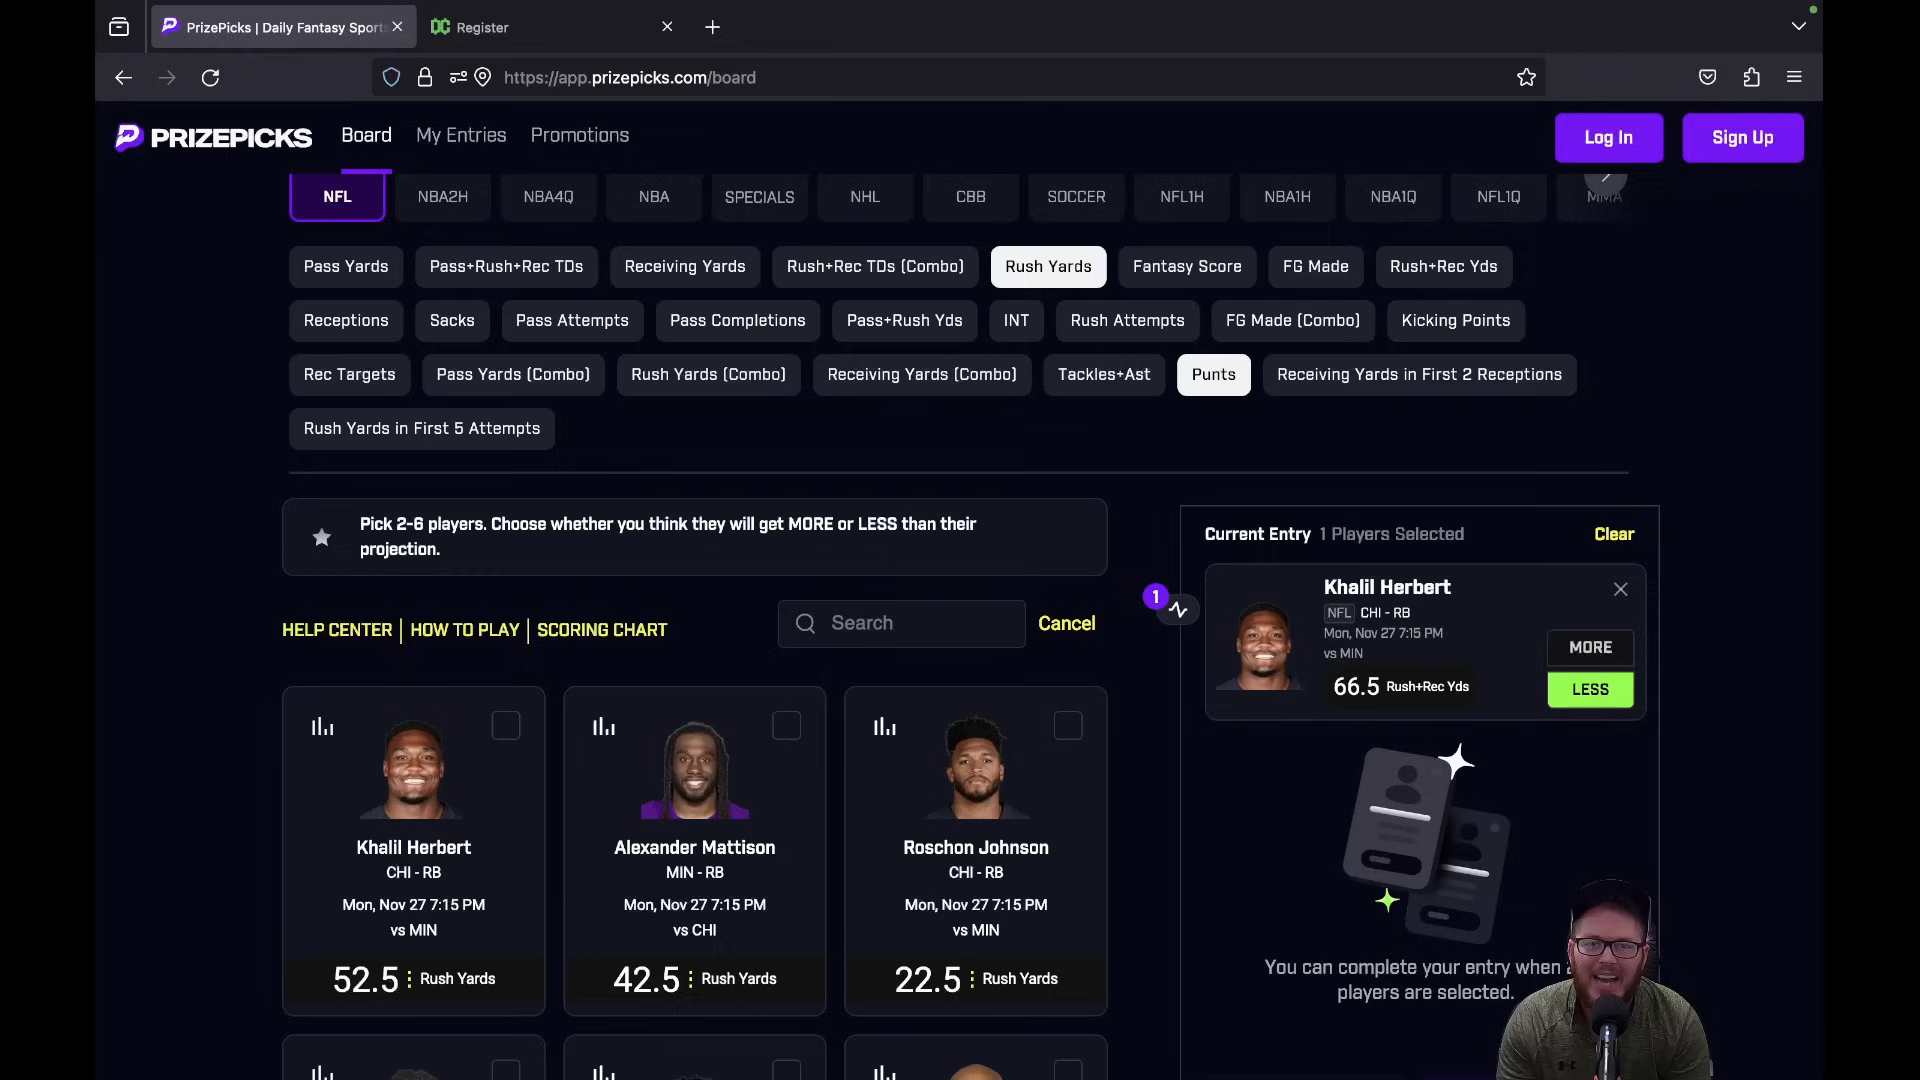 PrizePicks | Daily Fantasy Sports
Register
https://app.prizepicks.com/board
PRIZEPICKS
Board
My Entries
Promotions
Log In
Sign Up
NFL
NBA2H
NBA4Q
NBA
SPECIALS
NHL
CBB
SOCCER
NFL1H
NBA1H
NBA1Q
NFL1Q
MMA
Pass Yards
Pass+Rush+Rec TDs
Receiving Yards
Rush+Rec TDs (Combo)
Rush Yards
Fantasy Score
FG Made
Rush+Rec Yds
Receptions
Sacks
Pass Attempts
Pass Completions
Pass+Rush Yds
INT
Rush Attempts
FG Made (Combo)
Kicking Points
Rec Targets
Pass Yards (Combo)
Rush Yards (Combo)
Receiving Yards (Combo)
Tackles+Ast
Punts
Receiving Yards in First 2 Receptions
Rush Yards in First 5 Attempts
Pick 2-6 players. Choose whether you think they will get MORE or LESS than their
projection.
HELP CENTER
HOW TO PLAY
SCORING CHART
Search
Cancel
Khalil Herbert
CHI - RB
Mon, Nov 27 7:15 PM
vs MIN
52.5 Rush Yards
Alexander Mattison
MIN - RB
Mon, Nov 27 7:15 PM
vs CHI
42.5 Rush Yards
Roschon Johnson
CHI - RB
Mon, Nov 27 7:15 PM
vs MIN
22.5 Rush Yards
Current Entry 1 Players Selected
Clear
1
Khalil Herbert
NFL CHI - RB
Mon, Nov 27 7:15 PM
vs MIN
66.5 Rush+Rec Yds
MORE
LESS
You can complete your entry when
players are selected.